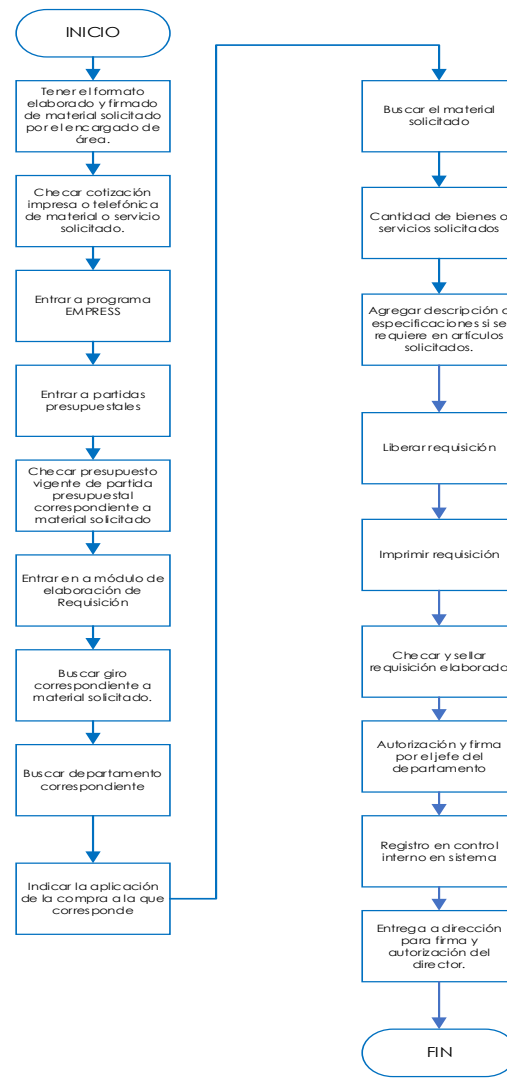 INICIO
Tener el formato
elaborado y firmado
de material solicitado
por el encargado de
área.
Checar cotización
impresa o telefónica
de material o servicio
solicitado.
Entrar a programa
EMPRESS
Entrar a partidas
presupuestales
Checar presupuesto
vigente de partida
presupuestal
correspondiente a
material solicitado
Entrar en a módulo de
elaboración de
Requisición
Buscar giro
correspondiente a
material solicitado.
Buscar departamento
correspondiente
Indicar la aplicación
de la compra a la que
corresponde
Buscar el material
solicitado
Cantidad de bienes o
servicios solicitados
Agregar descripción o
especificaciones si se
requiere en artículos
solicitados.
Liberar requisición
Imprimir requisición
Checar y sellar
requisición elaborada
Autorización y firma
por el jefe del
departamento
Registro en control
interno en sistema
Entrega a dirección
para firma y
autorización del
director.
FIN